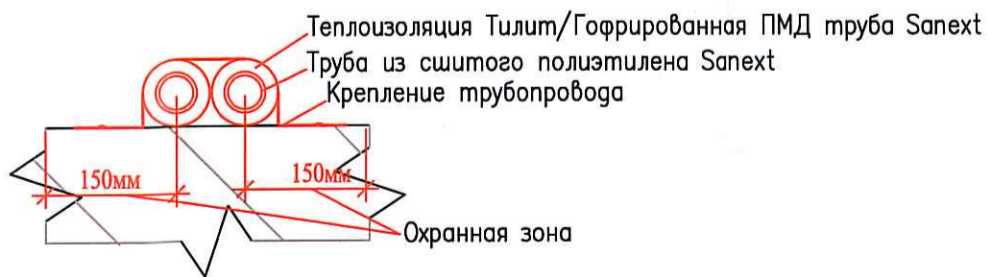 Теплоизоляция Тилит/Гофрированная ПМД труба Sanext
Труба из сшитого полиэтилена Sanext
Крепление трубопровода
150мм
150мм
Охранная зона